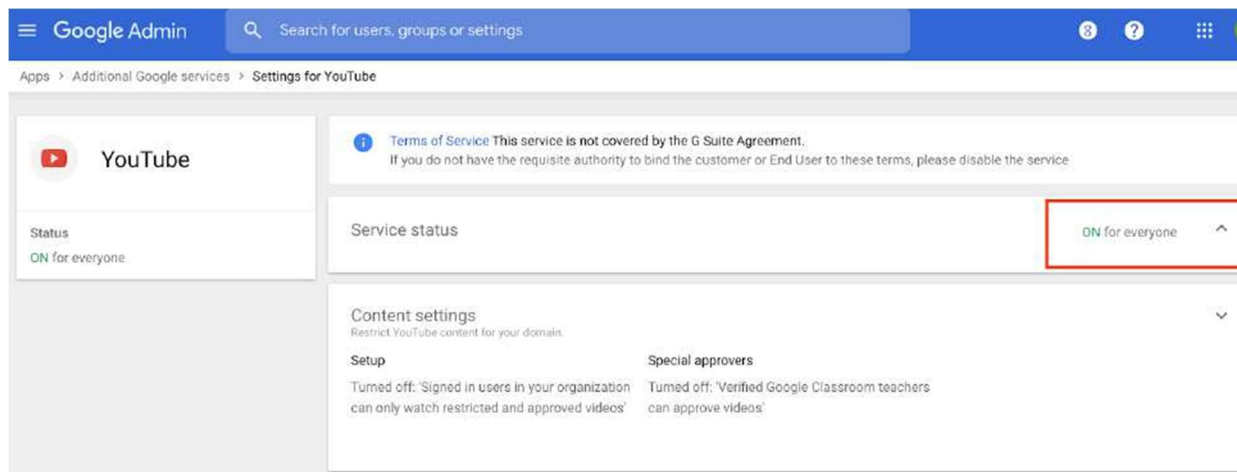 Google Admin
Search for users, groups or settings
Apps > Additional Google services > Settings for YouTube
YouTube
Status
ON for everyone
Terms of Service This service is not covered by the G Suite Agreement.
If you do not have the requisite authority to bind the customer or End User to these terms, please disable the service
Service status
ON for everyone
Content settings
Restrict YouTube content for your domain.
Setup
Turned off: 'Signed in users in your organization
can only watch restricted and approved videos'
Special approvers
Turned off: 'Verified Google Classroom teachers
can approve videos'